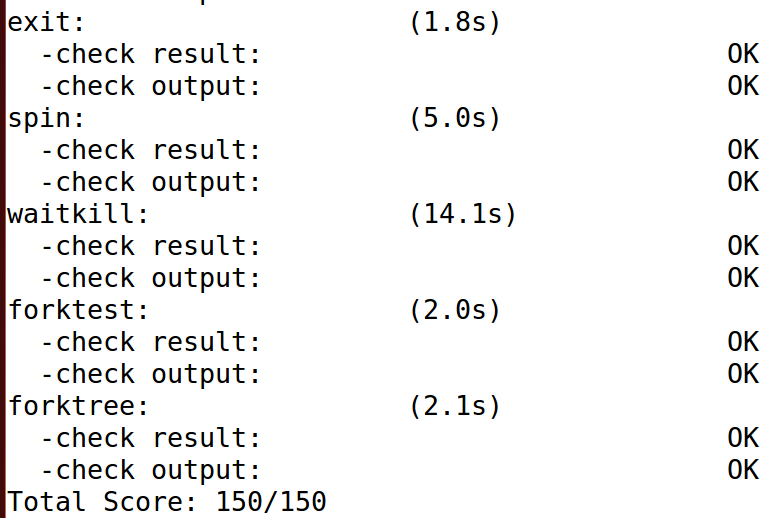 exit:                    (1.8s)
  -check result:                             OK
  -check output:                             OK
spin:                    (5.0s)
  -check result:                             OK
  -check output:                             OK
waitkill:                (14.1s)
  -check result:                             OK
  -check output:                             OK
forktest:                (2.0s)
  -check result:                             OK
  -check output:                             OK
forktree:                (2.1s)
  -check result:                             OK
  -check output:                             OK
Total Score: 150/150